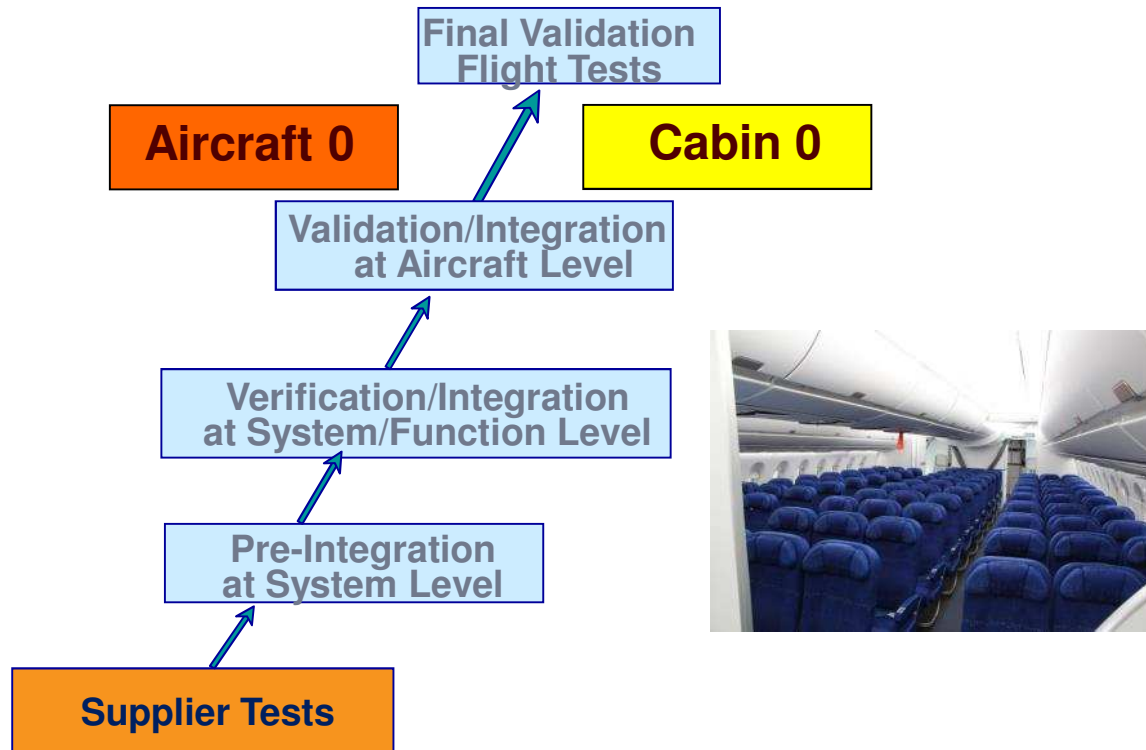 Final Validation
Flight Tests
Aircraft 0
Cabin 0
Validation/Integration
at Aircraft Level
Verification/Integration
at System/Function Level
Pre-Integration
at System Level
Supplier Tests